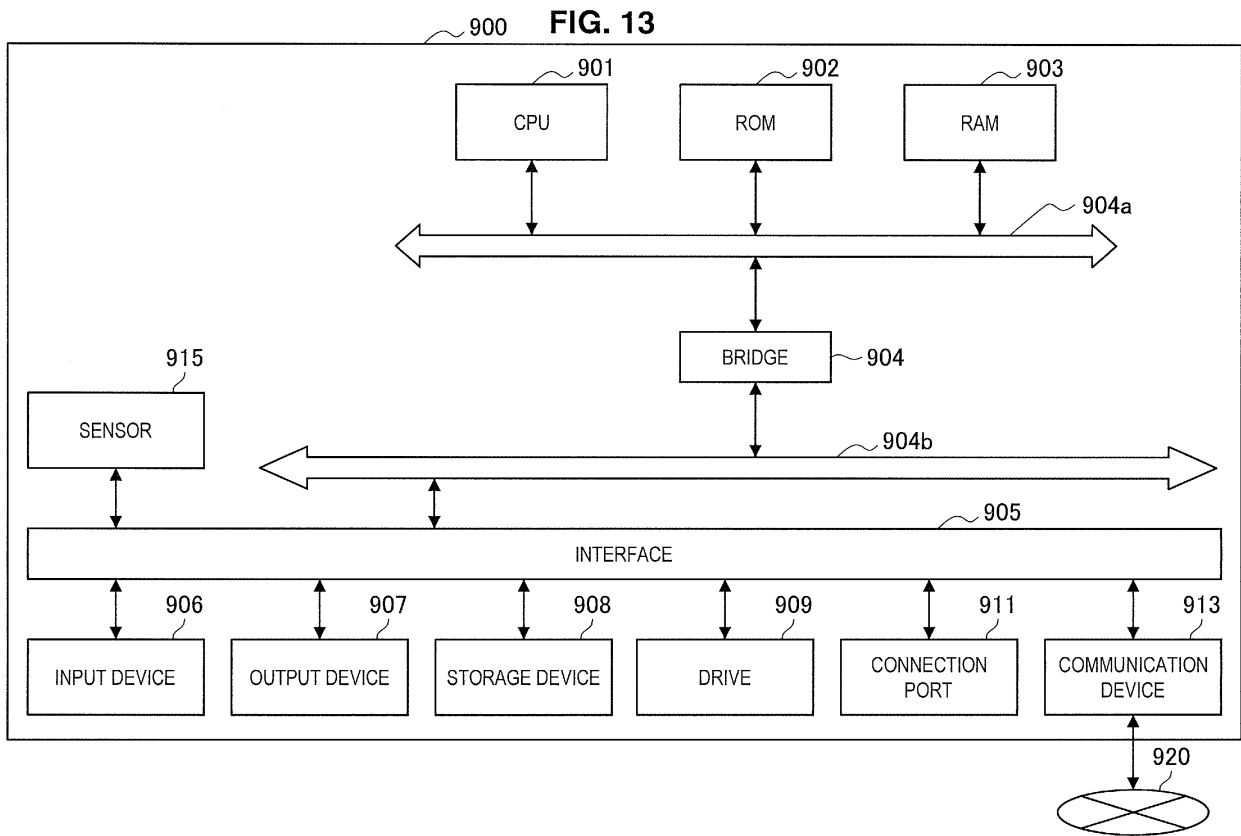 FIG. 13
900
901
902
903
CPU
ROM
RAM
904a
BRIDGE
904
915
SENSOR
904b
905
INTERFACE
906
907
908
909
911
913
INPUT DEVICE
OUTPUT DEVICE
STORAGE DEVICE
DRIVE
CONNECTION
PORT
COMMUNICATION
DEVICE
920